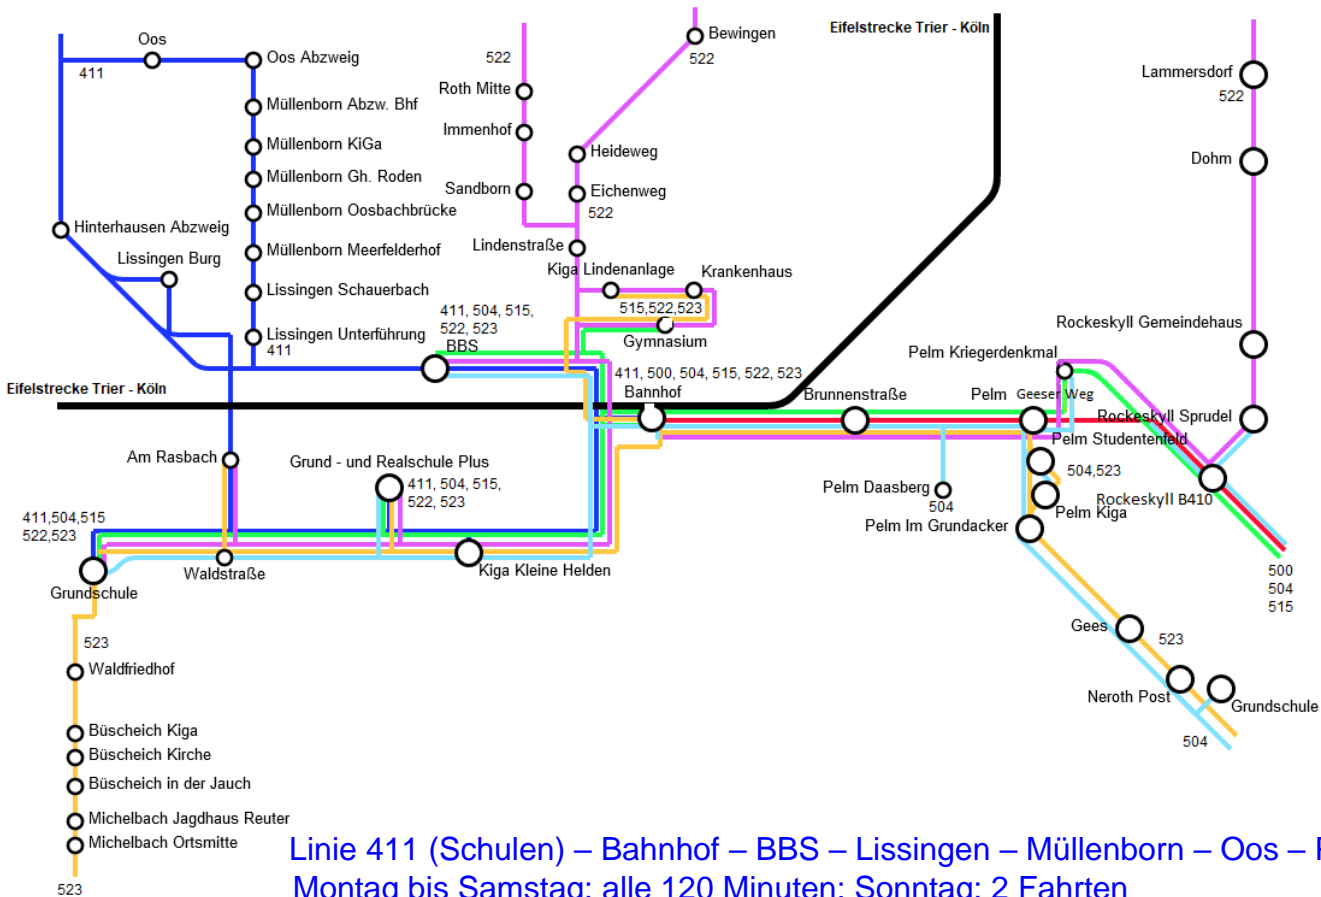 Eifelstrecke Trier - Köln
Oos
411
Oos Abzweig
Müllenborn Abzw. Bhf
Müllenborn KiGa
Müllenborn Gh. Roden
Müllenborn Oosbachbrücke
Müllenborn Meerfelderhof
Lissingen Schauerbach
Lissingen Unterführung
411
Hinterhausen Abzweig
Lissingen Burg
522
Roth Mitte
Immenhof
Sandborn
Bewingen
522
Heideweg
Eichenweg
522
Lindenstraße
Kiga Lindenanlage
Krankenhaus
515,522,523
Gymnasium
411, 504, 515,
522, 523
BBS
411, 500, 504, 515, 522, 523
Bahnhof
Eifelstrecke Trier - Köln
Lammersdorf
522
Dohm
Rockeskyll Gemeindehaus
Pelm Kriegerdenkmal
Brunnenstraße
Pelm
Geeser Weg
Rockeskyll Sprudel
Pelm Studentenfeld
504,523
Rockeskyll B410
Pelm Daasberg
504
Pelm Kiga
Pelm Im Grundacker
500
504
515
Gees
523
Neroth Post
Grundschule
504
Am Rasbach
Grund - und Realschule Plus
411, 504, 515,
522, 523
411,504,515
522,523
Grundschule
Waldstraße
Kiga Kleine Helden
523
Waldfriedhof
Büscheich Kiga
Büscheich Kirche
Büscheich in der Jauch
Michelbach Jagdhaus Reuter
Michelbach Ortsmitte
523
Linie 411 (Schulen) – Bahnhof – BBS – Lissingen – Müllenborn – Oos –
Montag bis Samstag: alle 120 Minuten; Sonntag: 2 Fahrten